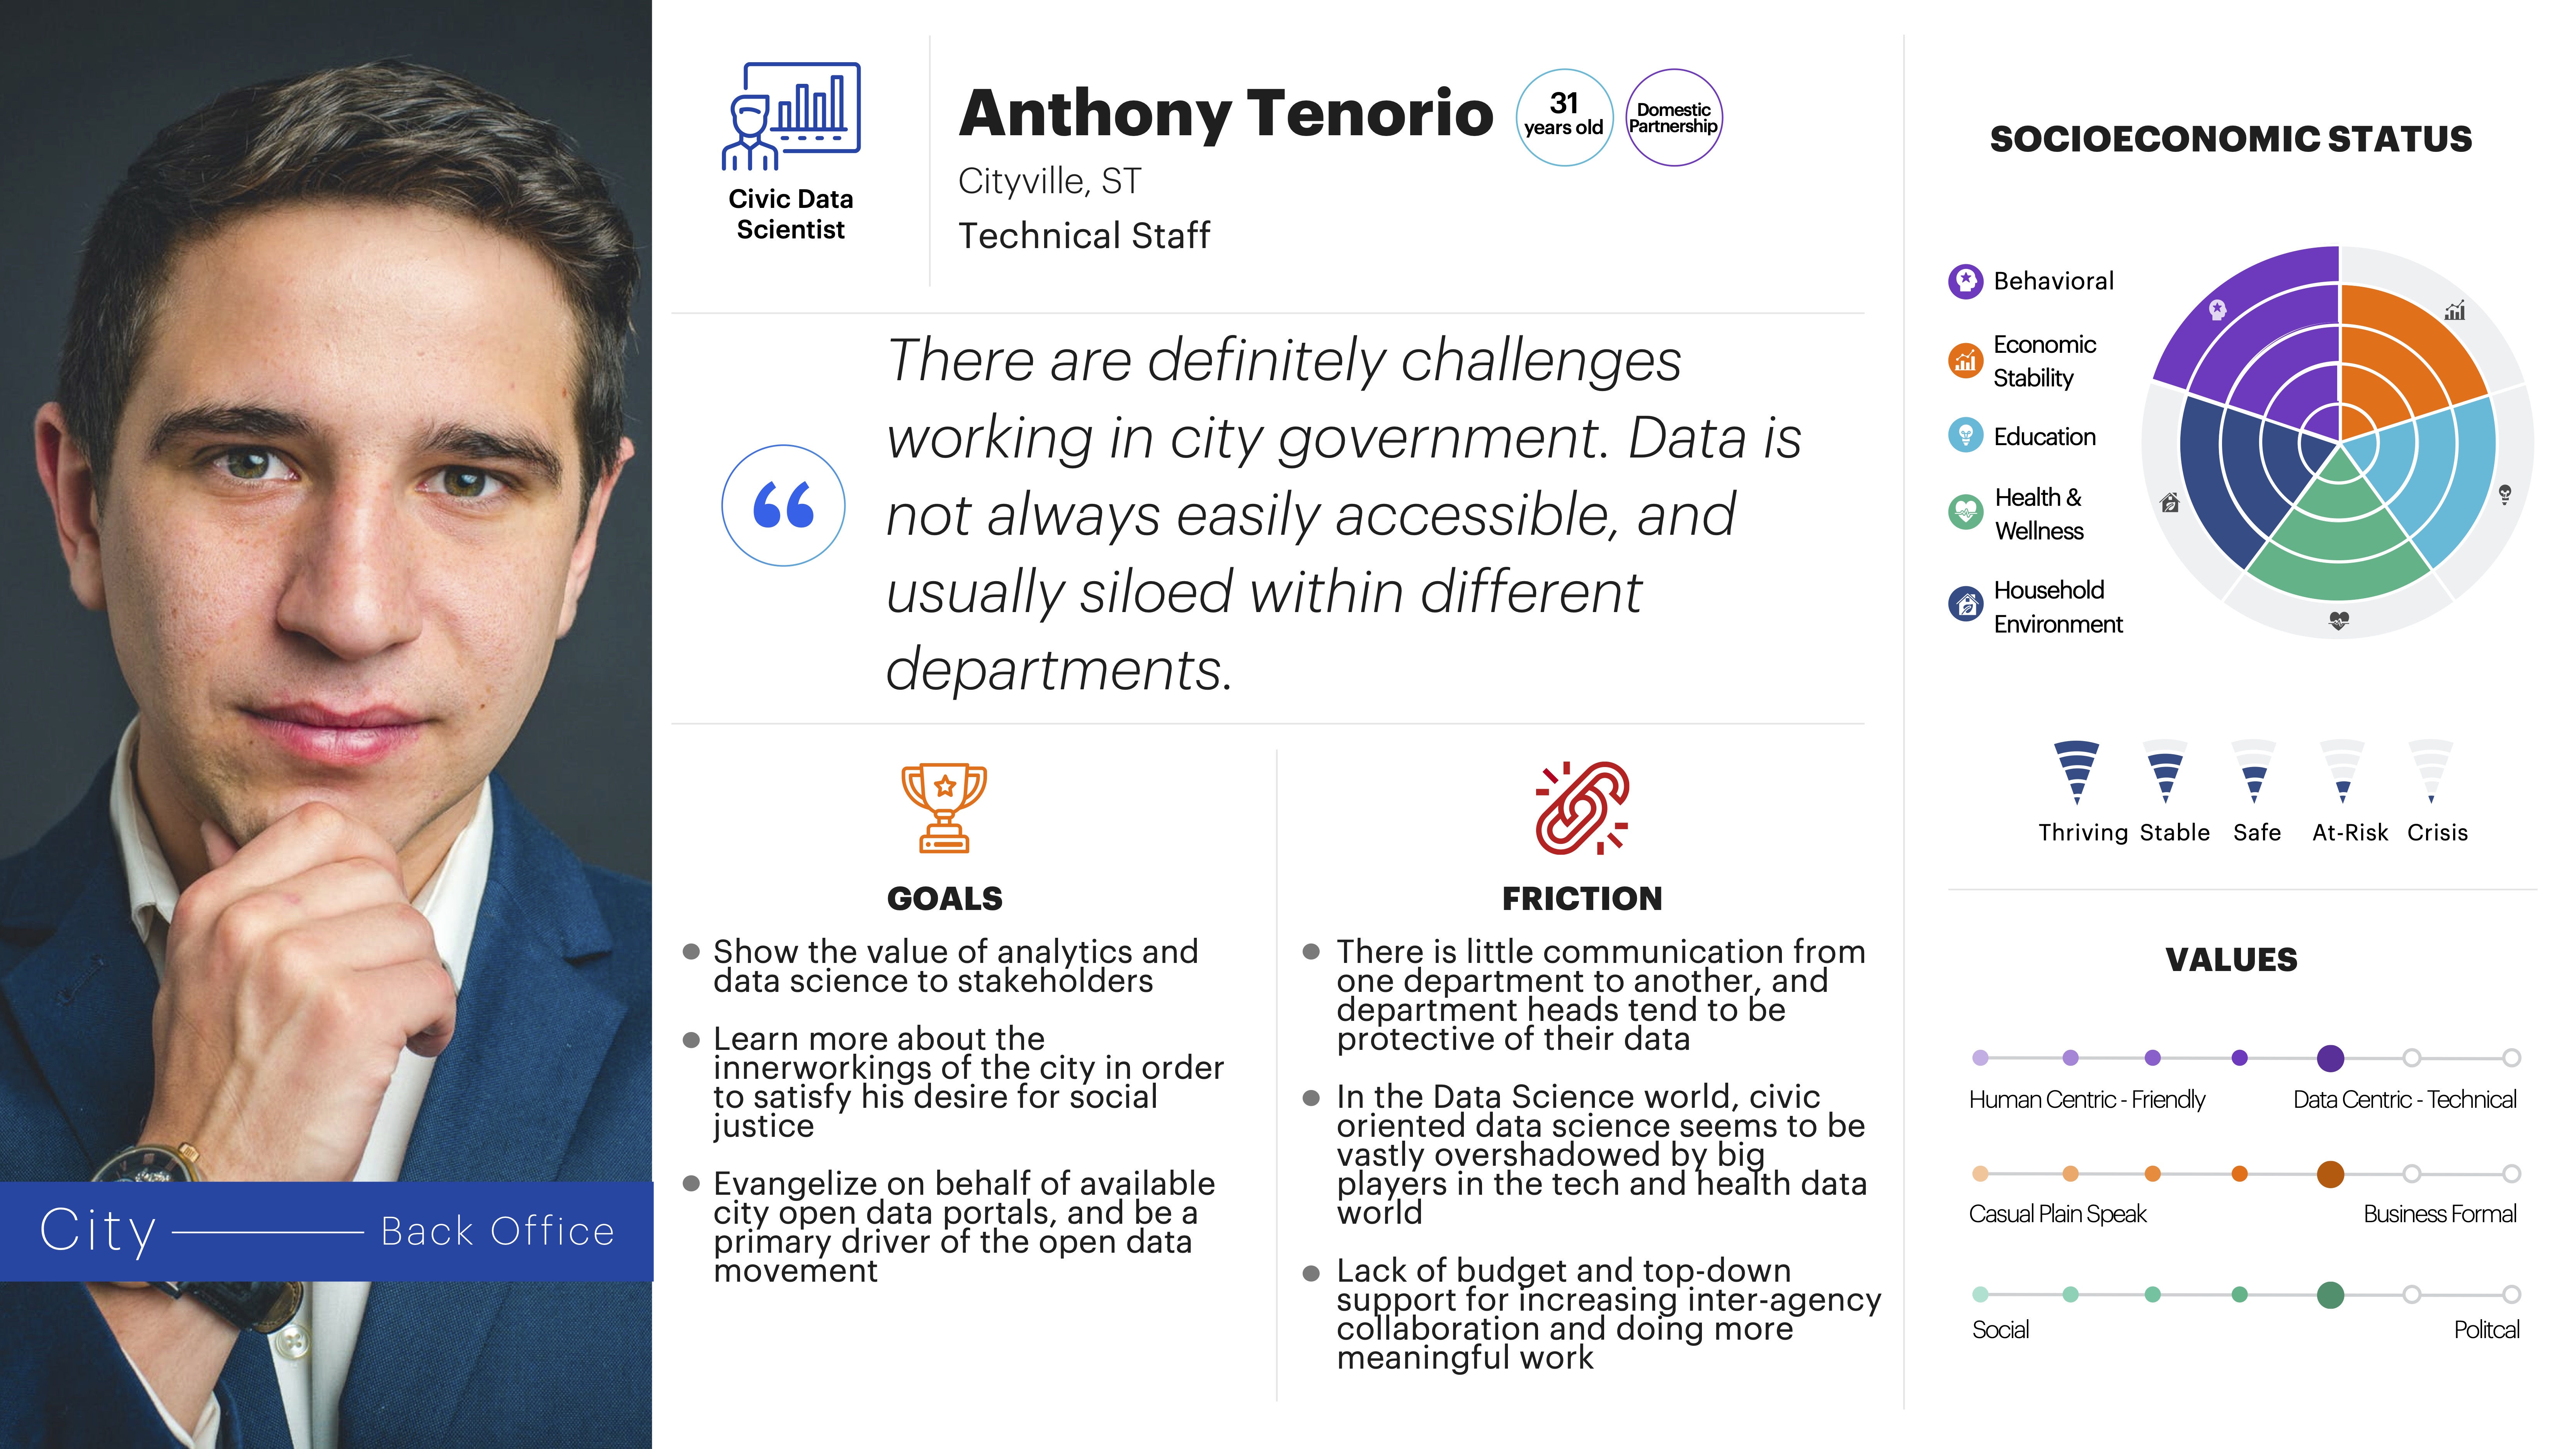 Civic Data
Scientist
Anthony Tenorio
31
years old
Domestic
Partnership
Cityville, ST
Technical Staff
“
There are definitely challenges
working in city government. Data is
not always easily accessible, and
usually siloed within different
departments.
GOALS
Show the value of analytics and
data science to stakeholders
Learn more about the
innerworkings of the city in order
to satisfy his desire for social
justice
Evangelize on behalf of available
city open data portals, and be a
primary driver of the open data
movement
FRICTION
There is little communication from
one department to another, and
department heads tend to be
protective of their data
In the Data Science world, civic
oriented data science seems to be
vastly overshadowed by big
players in the tech and health data
world
Lack of budget and top-down
support for increasing inter-agency
collaboration and doing more
meaningful work
City
Back Office
SOCIOECONOMIC STATUS
Behavioral
Economic
Stability
Education
Health &
Wellness
Household
Environment
Thriving Stable Safe At-Risk Crisis
VALUES
Human Centric - Friendly Data Centric - Technical
Casual Plain Speak Business Formal
Social Politcal